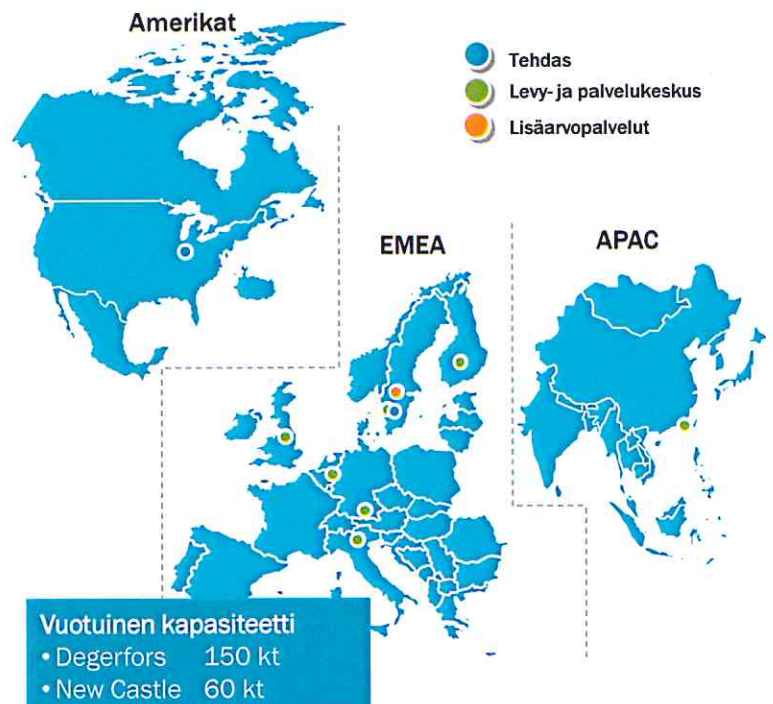 Amerikat
Tehdas
Levy- ja palvelukeskus
Lisäarvopalvelut
EMEA
APAC
Vuotuinen kapasiteetti
• Degerfors 150 kt
• New Castle 60 kt